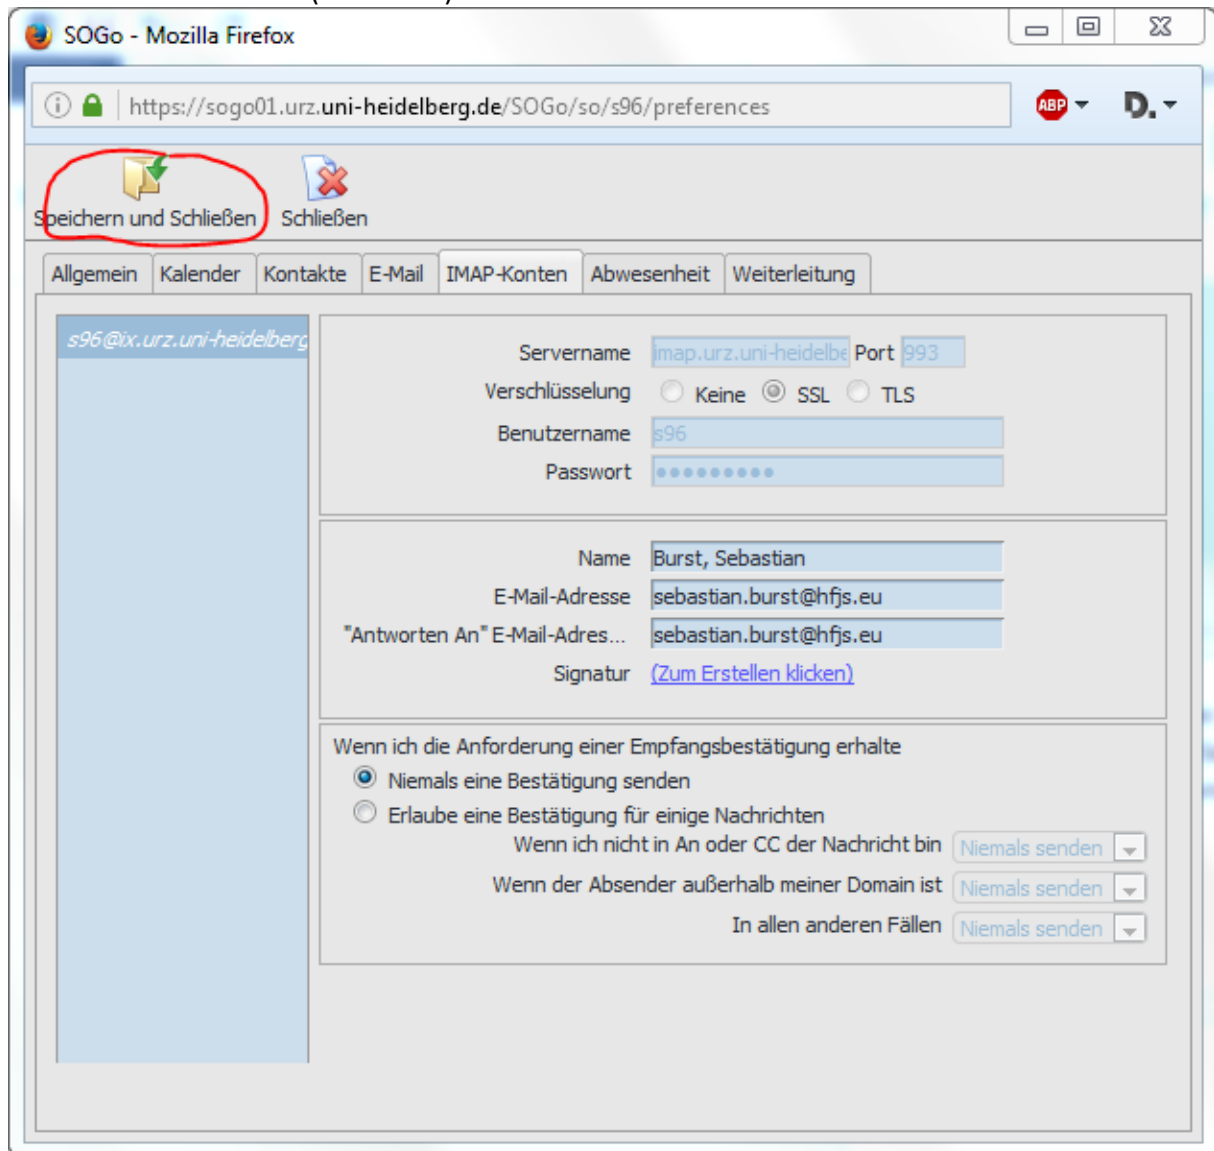 SOGo - Mozilla Firefox
https://sogo01.urz.uni-heidelberg.de/SOGo/so/s96/preferences
ABP
D.
Speichern und Schließen Schließen
Allgemein Kalender Kontakte E-Mail IMAP-Konten Abwesenheit Weiterleitung
s96@ix.urz.uni-heidelberg
Servername imap.urz.uni-heidelbe Port 993
Verschlüsselung Keine SSL TLS
Benutzername s96
Passwort
Name Burst, Sebastian
E-Mail-Adresse sebastian.burst@hfjs.eu
"Antworten An" E-Mail-Adres... sebastian.burst@hfjs.eu
Signatur (Zum Erstellen klicken)
Wenn ich die Anforderung einer Empfangsbestätigung erhalte
Niemals eine Bestätigung senden
Erlaube eine Bestätigung für einige Nachrichten
Wenn ich nicht in An oder CC der Nachricht bin Niemals senden
Wenn der Absender außerhalb meiner Domain ist Niemals senden
In allen anderen Fällen Niemals senden